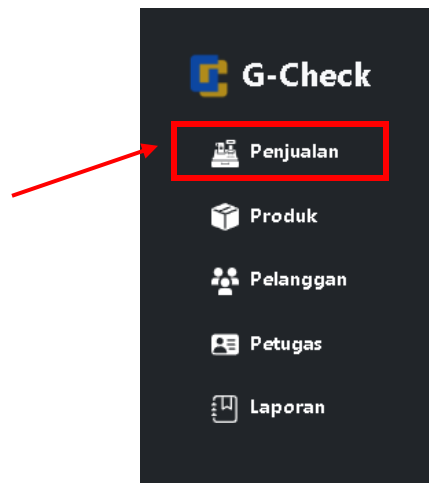 G-Check
Penjualan
Produk
Pelanggan
Petugas
Laporan